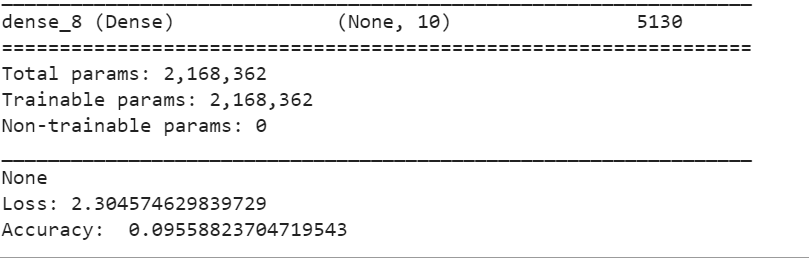 dense_8 (Dense) (None, 10) 5130
Total params: 2,168,362
Trainable params: 2,168,362
Non-trainable params: 0
None
Loss: 2.304574629839729
Accuracy: 0.09558823704719543